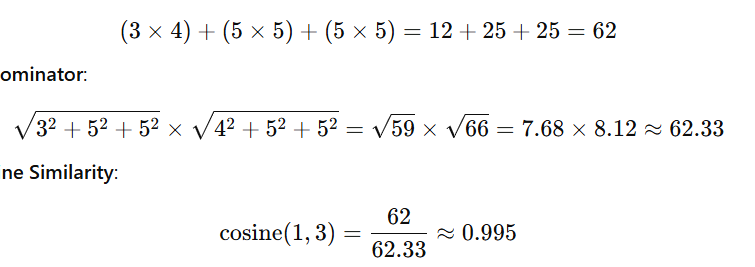 (3 × 4) + (5 × 5) + (5 × 5) = 12 + 25 + 25 = 62
ominator:
√(3² + 5² + 5²) × √(4² + 5² + 5²) = √59 × √66 = 7.68 × 8.12 ≈ 62.33
ne Similarity:
cosine(1, 3) = 62/62.33 ≈ 0.995